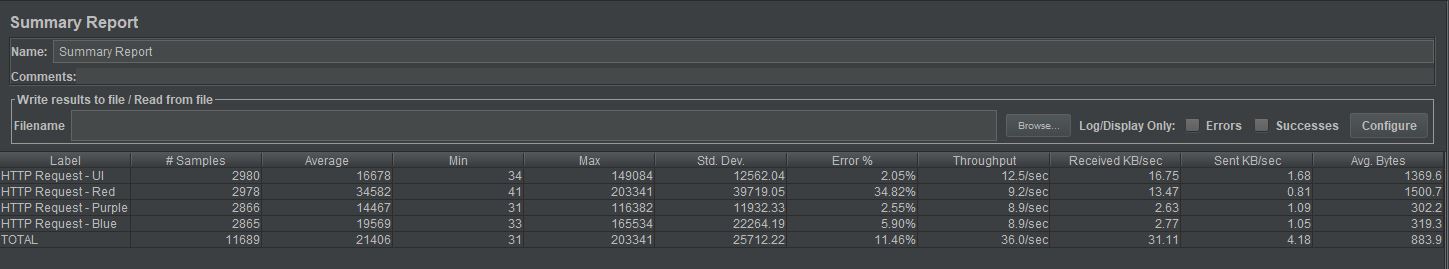 Summary Report
Name: Summary Report
Comments:
Write results to file / Read from file
Filename Browse... Log/Display Only: Errors Successes Configure
Label # Samples Average Min Max Std. Dev. Error % Throughput Received KB/sec Sent KB/sec Avg. Bytes
HTTP Request - UI 2980 16678 34 149084 12562.04 2.05% 12.5/sec 16.75 1.68 1369.6
HTTP Request - Red 2978 34582 41 203341 39719.05 34.82% 9.2/sec 13.47 0.81 1500.7
HTTP Request - Purple 2866 14467 31 116382 11932.33 2.55% 8.9/sec 2.63 1.09 302.2
HTTP Request - Blue 2865 19569 33 165534 22264.19 5.90% 8.9/sec 2.77 1.05 319.3
TOTAL 11689 21406 31 203341 25712.22 11.46% 36.0/sec 31.11 4.18 883.9